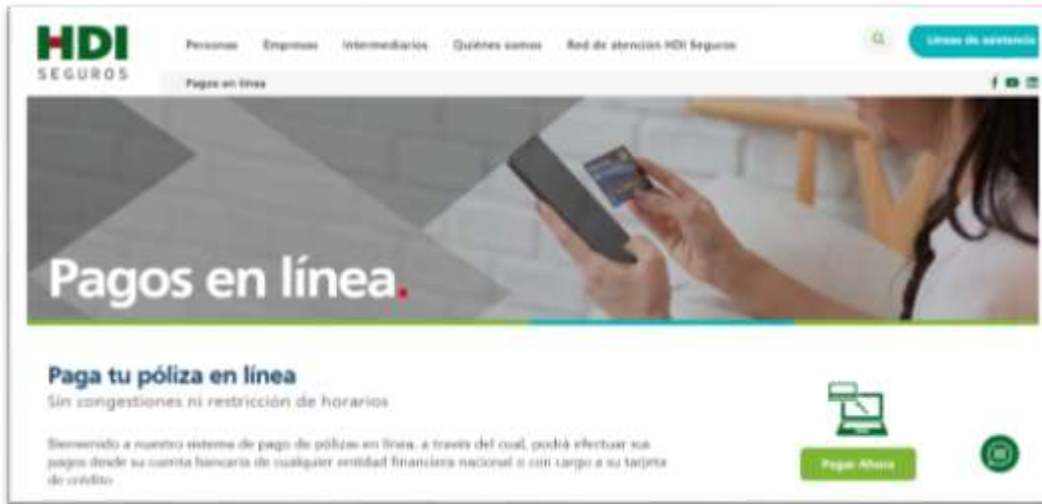 HDI
SEGUROS
Personas Empresas Intermediarios Quiénes somos Red de atención HDI Seguros
Líneas de asistencia
Pagos en línea
Pagos en línea.
Paga tu póliza en línea
Sin congestiones ni restricción de horarios
Bienvenido a nuestro sistema de pago de pólizas en línea, a través del cual, podrá efectuar sus
pagos desde su cuenta bancaria de cualquier entidad financiera nacional o con cargo a su tarjeta
de crédito
Pagar Ahora